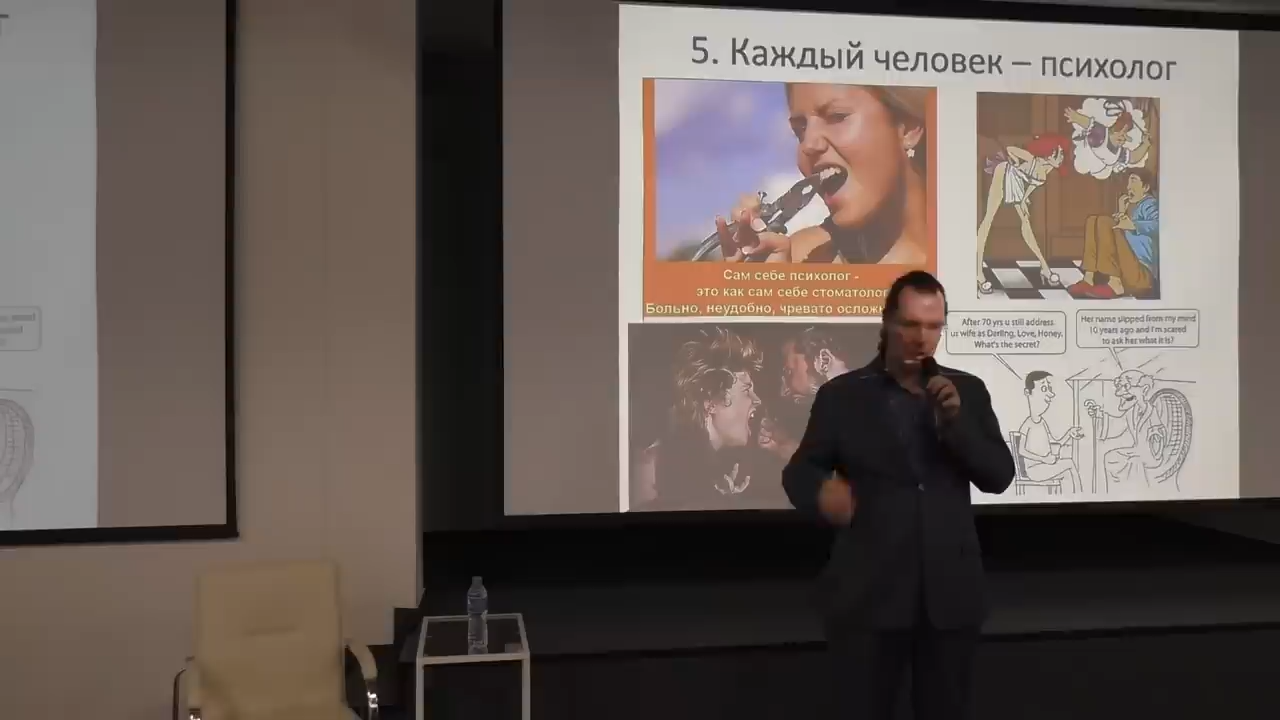 5. Каждый человек – психолог
Сам себе психолог -
это как сам себе стоматолог
Больно, неудобно, чревато
After 70 yrs u still address
ur wife as Darling, Love, Honey.
What's the secret?
Her name slipped from my mind
10 years ago and I'm scared
to ask her what it is?